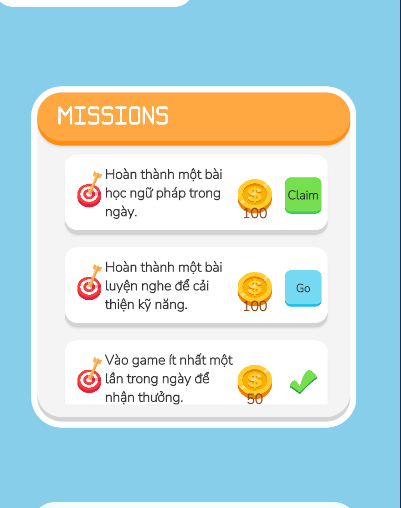 MISSIONS
Hoàn thành một bài
học ngữ pháp trong
ngày.
100
Claim
Hoàn thành một bài
luyện nghe để cải
thiện kỹ năng.
100
Go
Vào game ít nhất một
lần trong ngày để
nhận thưởng.
50